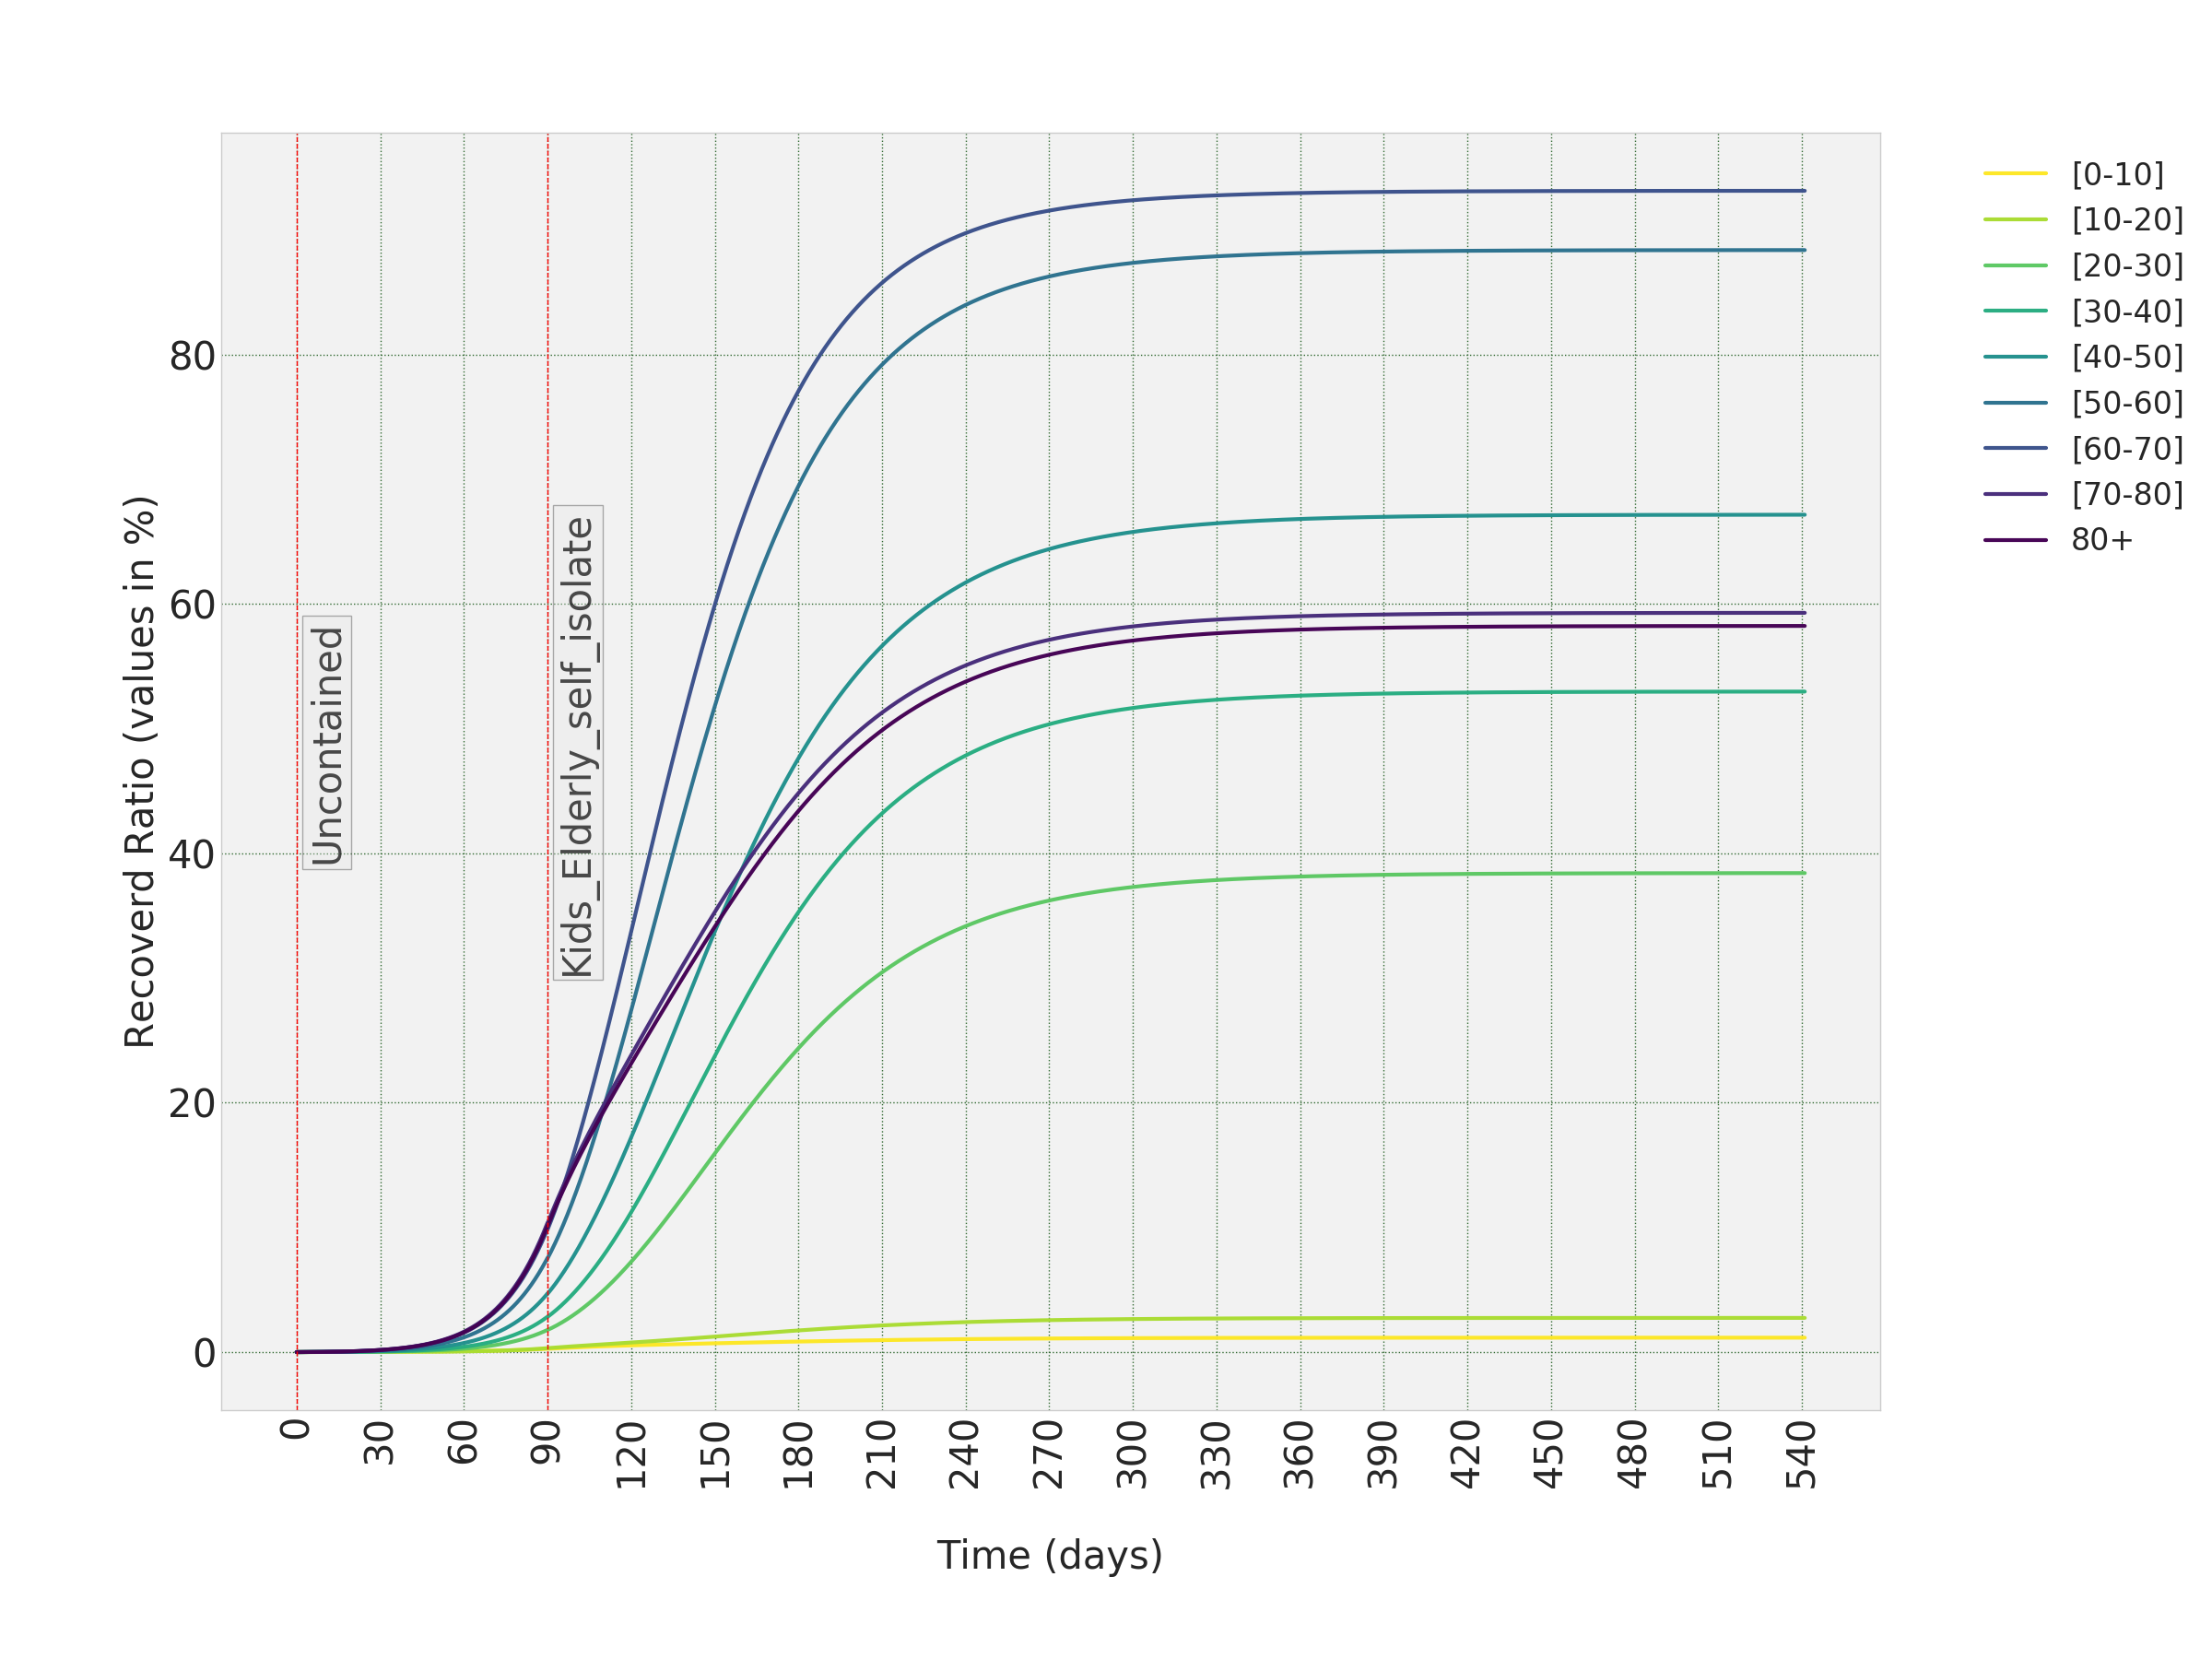 Recoverd Ratio (values in %)
80
60
40
20
0
Uncontained
Kids_Elderly_self_isolate
0 30 60 90 120 150 180 210 240 270 300 330 360 390 420 450 480 510 540
Time (days)
[0-10]
[10-20]
[20-30]
[30-40]
[40-50]
[50-60]
[60-70]
[70-80]
80+